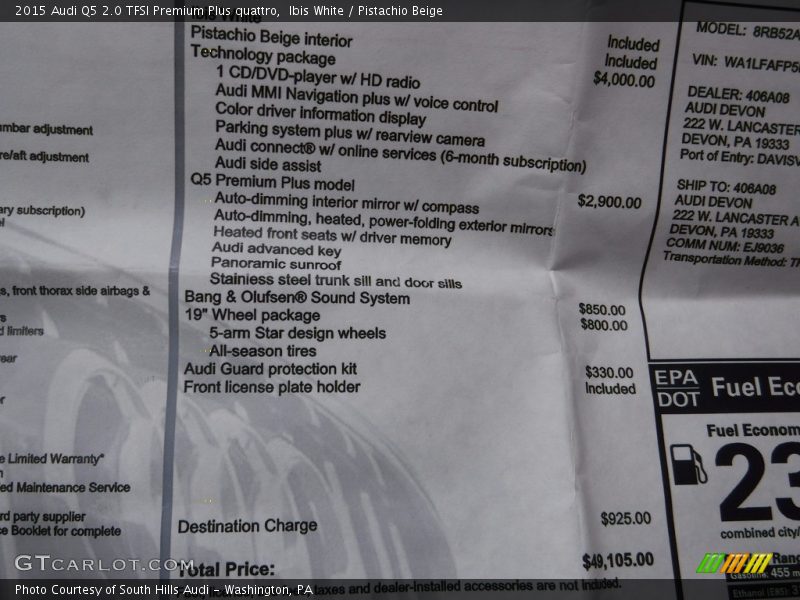 2015 Audi Q5 2.0 TFSI Premium Plus quattro, Ibis White / Pistachio Beige
Ibis White
Pistachio Beige interior Included
Technology package Included
$4,000.00
1 CD/DVD-player w/ HD radio
Audi MMI Navigation plus w/ voice control
Color driver information display
Parking system plus w/ rearview camera
Audi connect® w/ online services (6-month subscription)
Audi side assist
Q5 Premium Plus model $2,900.00
Auto-dimming interior mirror w/ compass
Auto-dimming, heated, power-folding exterior mirrors
Heated front seats w/ driver memory
Audi advanced key
Panoramic sunroof
Stainless steel trunk sill and door sills
Bang & Olufsen® Sound System $850.00
19" Wheel package $800.00
5-arm Star design wheels
All-season tires
Audi Guard protection kit $330.00
Front license plate holder Included
Destination Charge $925.00
Total Price: $49,105.00
taxes and dealer-installed accessories are not included.
adjustment
re/aft adjustment
ary subscription)
s, front thorax side airbags &
d limiters
e Limited Warranty*
ed Maintenance Service
rd party supplier
ce Booklet for complete
MODEL: 8RB52A
VIN: WA1LFAFP5
DEALER: 406A08
AUDI DEVON
222 W. LANCASTER
DEVON, PA 19333
Port of Entry: DAVISV
SHIP TO: 406A08
AUDI DEVON
222 W. LANCASTER A
DEVON, PA 19333
COMM NUM: EJ9036
Transportation Method: T
EPA
DOT
Fuel Eco
Fuel Econom
23
combined city/
Gasoline: 455 m
Ethanol (E85): 3
GTCARLOT.COM
Photo Courtesy of South Hills Audi - Washington, PA